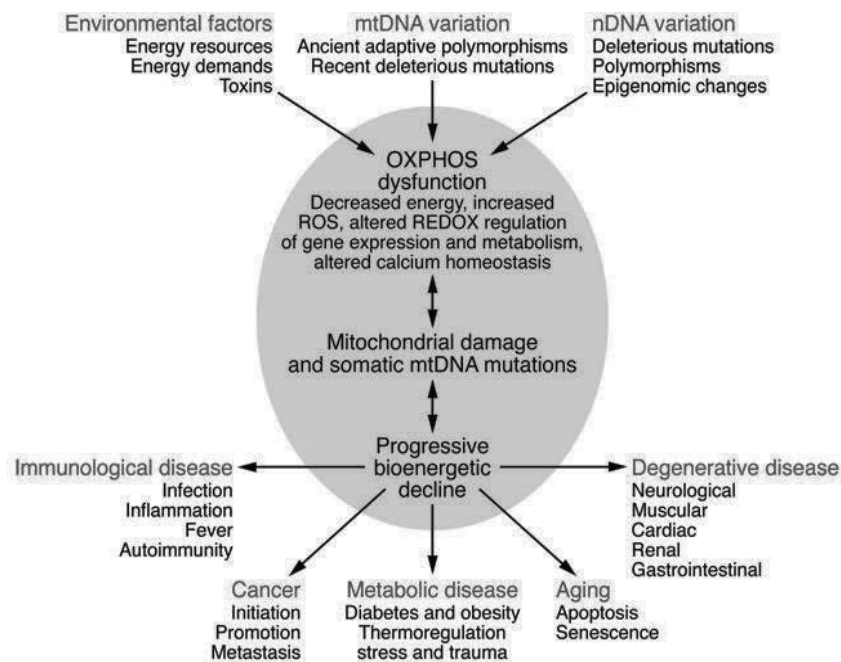 Environmental factors
Energy resources
Energy demands
Toxins
mtDNA variation
Ancient adaptive polymorphisms
Recent deleterious mutations
nDNA variation
Deleterious mutations
Polymorphisms
Epigenomic changes
OXPHOS
dysfunction
Decreased energy, increased
ROS, altered REDOX regulation
of gene expression and metabolism,
altered calcium homeostasis
Mitochondrial damage
and somatic mtDNA mutations
Progressive
bioenergetic
decline
Immunological disease
Infection
Inflammation
Fever
Autoimmunity
Cancer
Initiation
Promotion
Metastasis
Metabolic disease
Diabetes and obesity
Thermoregulation
stress and trauma
Aging
Apoptosis
Senescence
Degenerative disease
Neurological
Muscular
Cardiac
Renal
Gastrointestinal